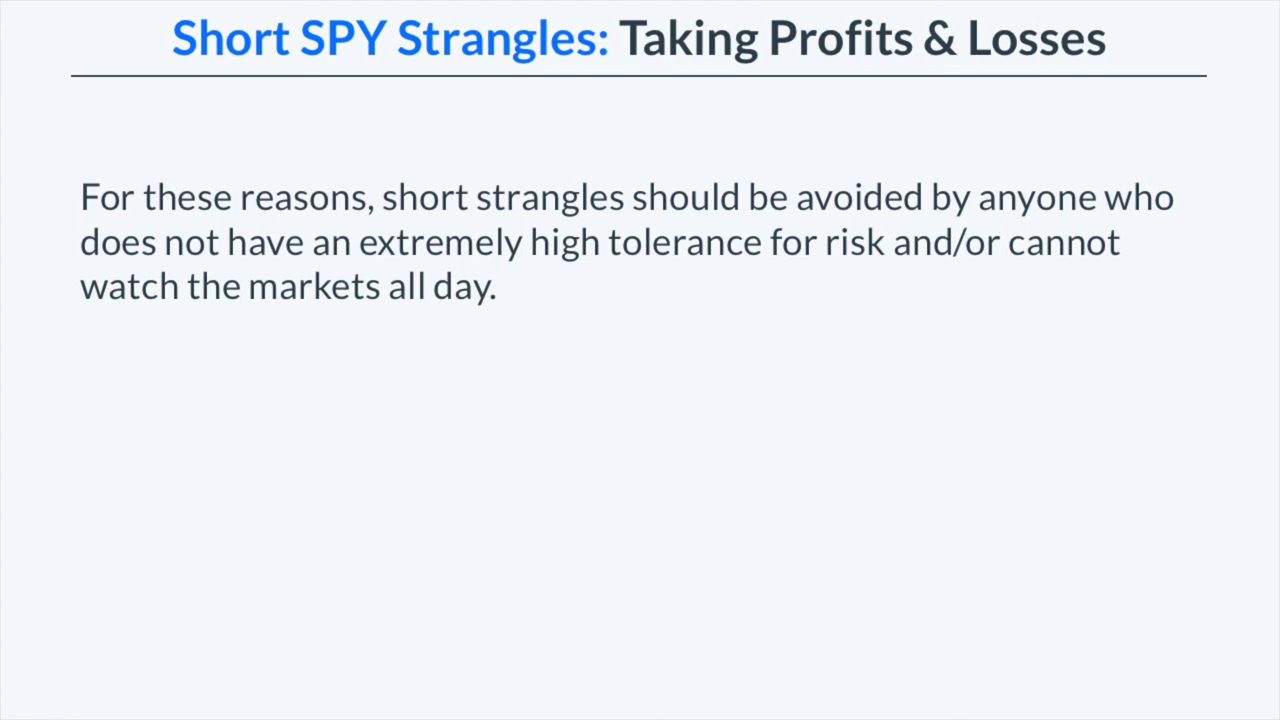 Short SPY Strangles: Taking Profits & Losses
For these reasons, short strangles should be avoided by anyone who
does not have an extremely high tolerance for risk and/or cannot
watch the markets all day.